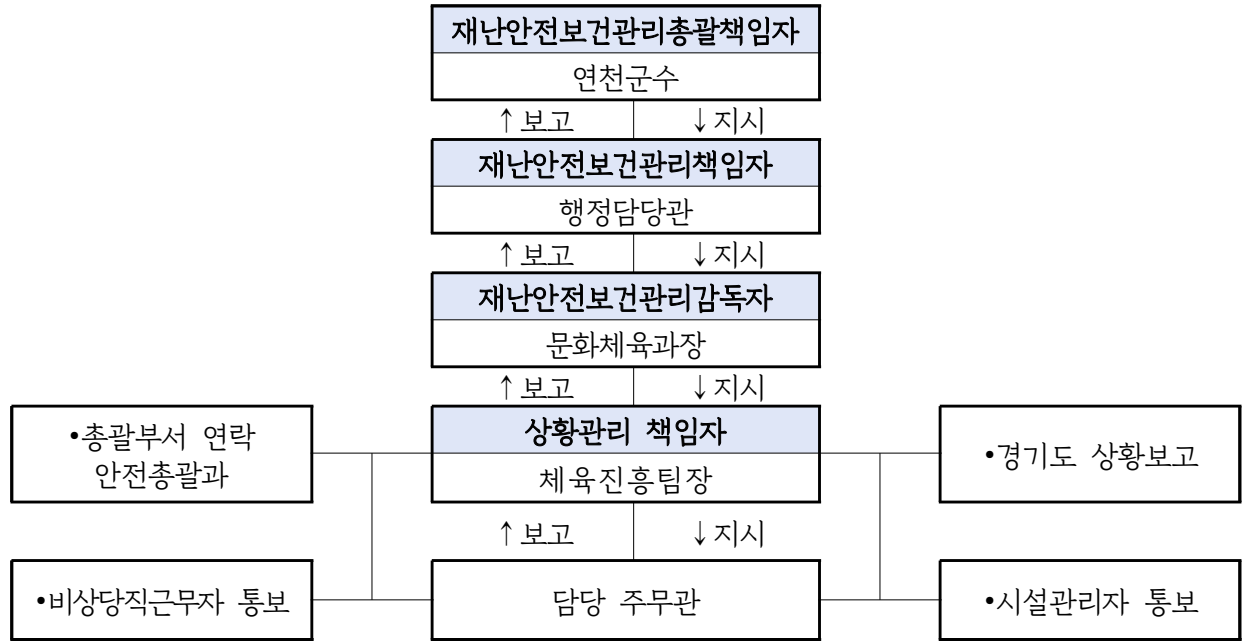 재난안전보건관리총괄책임자
연천군수
↑보고 ↓지시
재난안전보건관리책임자
행정담당관
↑보고 ↓지시
재난안전보건관리감독자
문화체육과장
↑보고 ↓지시
•총괄부서 연락
안전총괄과
상황관리 책임자
체육진흥팀장
•경기도 상황보고
↑보고 ↓지시
•비상당직근무자 통보
담당 주무관
•시설관리자 통보